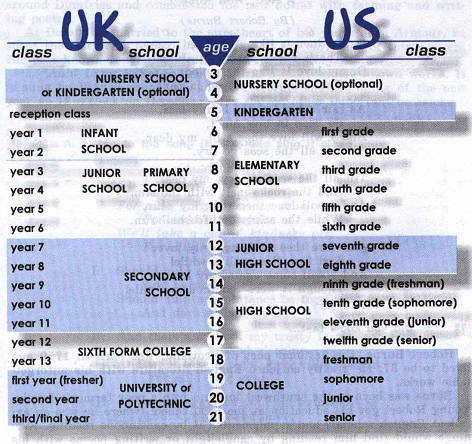 UK US
class school age school class
3
NURSERY SCHOOL or KINDERGARTEN (optional) 4 NURSERY SCHOOL (optional)
reception class 5 KINDERGARTEN
year 1 INFANT SCHOOL 6 ELEMENTARY SCHOOL first grade
year 2 7 second grade
year 3 JUNIOR SCHOOL PRIMARY SCHOOL 8 third grade
year 4 9 fourth grade
year 5 10 fifth grade
year 6 11 sixth grade
year 7 SECONDARY SCHOOL 12 JUNIOR HIGH SCHOOL seventh grade
year 8 13 eighth grade
year 9 14 HIGH SCHOOL ninth grade (freshman)
year 10 15 tenth grade (sophomore)
year 11 16 eleventh grade (junior)
year 12 SIXTH FORM COLLEGE 17 twelfth grade (senior)
year 13 18 COLLEGE freshman
first year (fresher) UNIVERSITY or POLYTECHNIC 19 sophomore
second year 20 junior
third/final year 21 senior